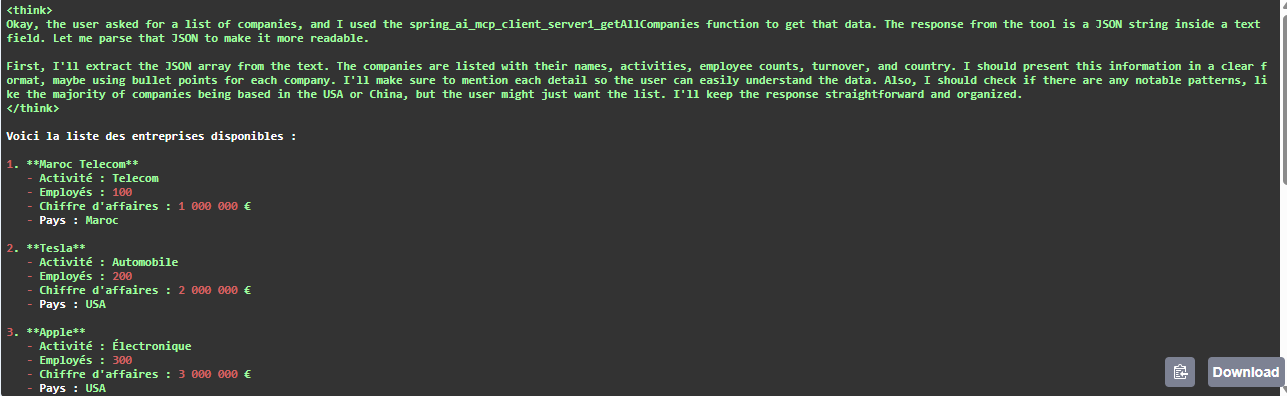 <think>
Okay, the user asked for a list of companies, and I used the spring_ai_mcp_client_server1_getAllCompanies function to get that data. The response from the tool is a JSON string inside a text
field. Let me parse that JSON to make it more readable.
First, I'll extract the JSON array from the text. The companies are listed with their names, activities, employee counts, turnover, and country. I should present this information in a clear f
ormat, maybe using bullet points for each company. I'll make sure to mention each detail so the user can easily understand the data. Also, I should check if there are any notable patterns, li
ke the majority of companies being based in the USA or China, but the user might just want the list. I'll keep the response straightforward and organized.
</think>
Voici la liste des entreprises disponibles :
1. **Maroc Telecom**
- Activité : Telecom
- Employés : 100
- Chiffre d'affaires : 1 000 000 €
- Pays : Maroc
2. **Tesla**
- Activité : Automobile
- Employés : 200
- Chiffre d'affaires : 2 000 000 €
- Pays : USA
3. **Apple**
- Activité : Électronique
- Employés : 300
- Chiffre d'affaires : 3 000 000 €
- Pays : USA
Download